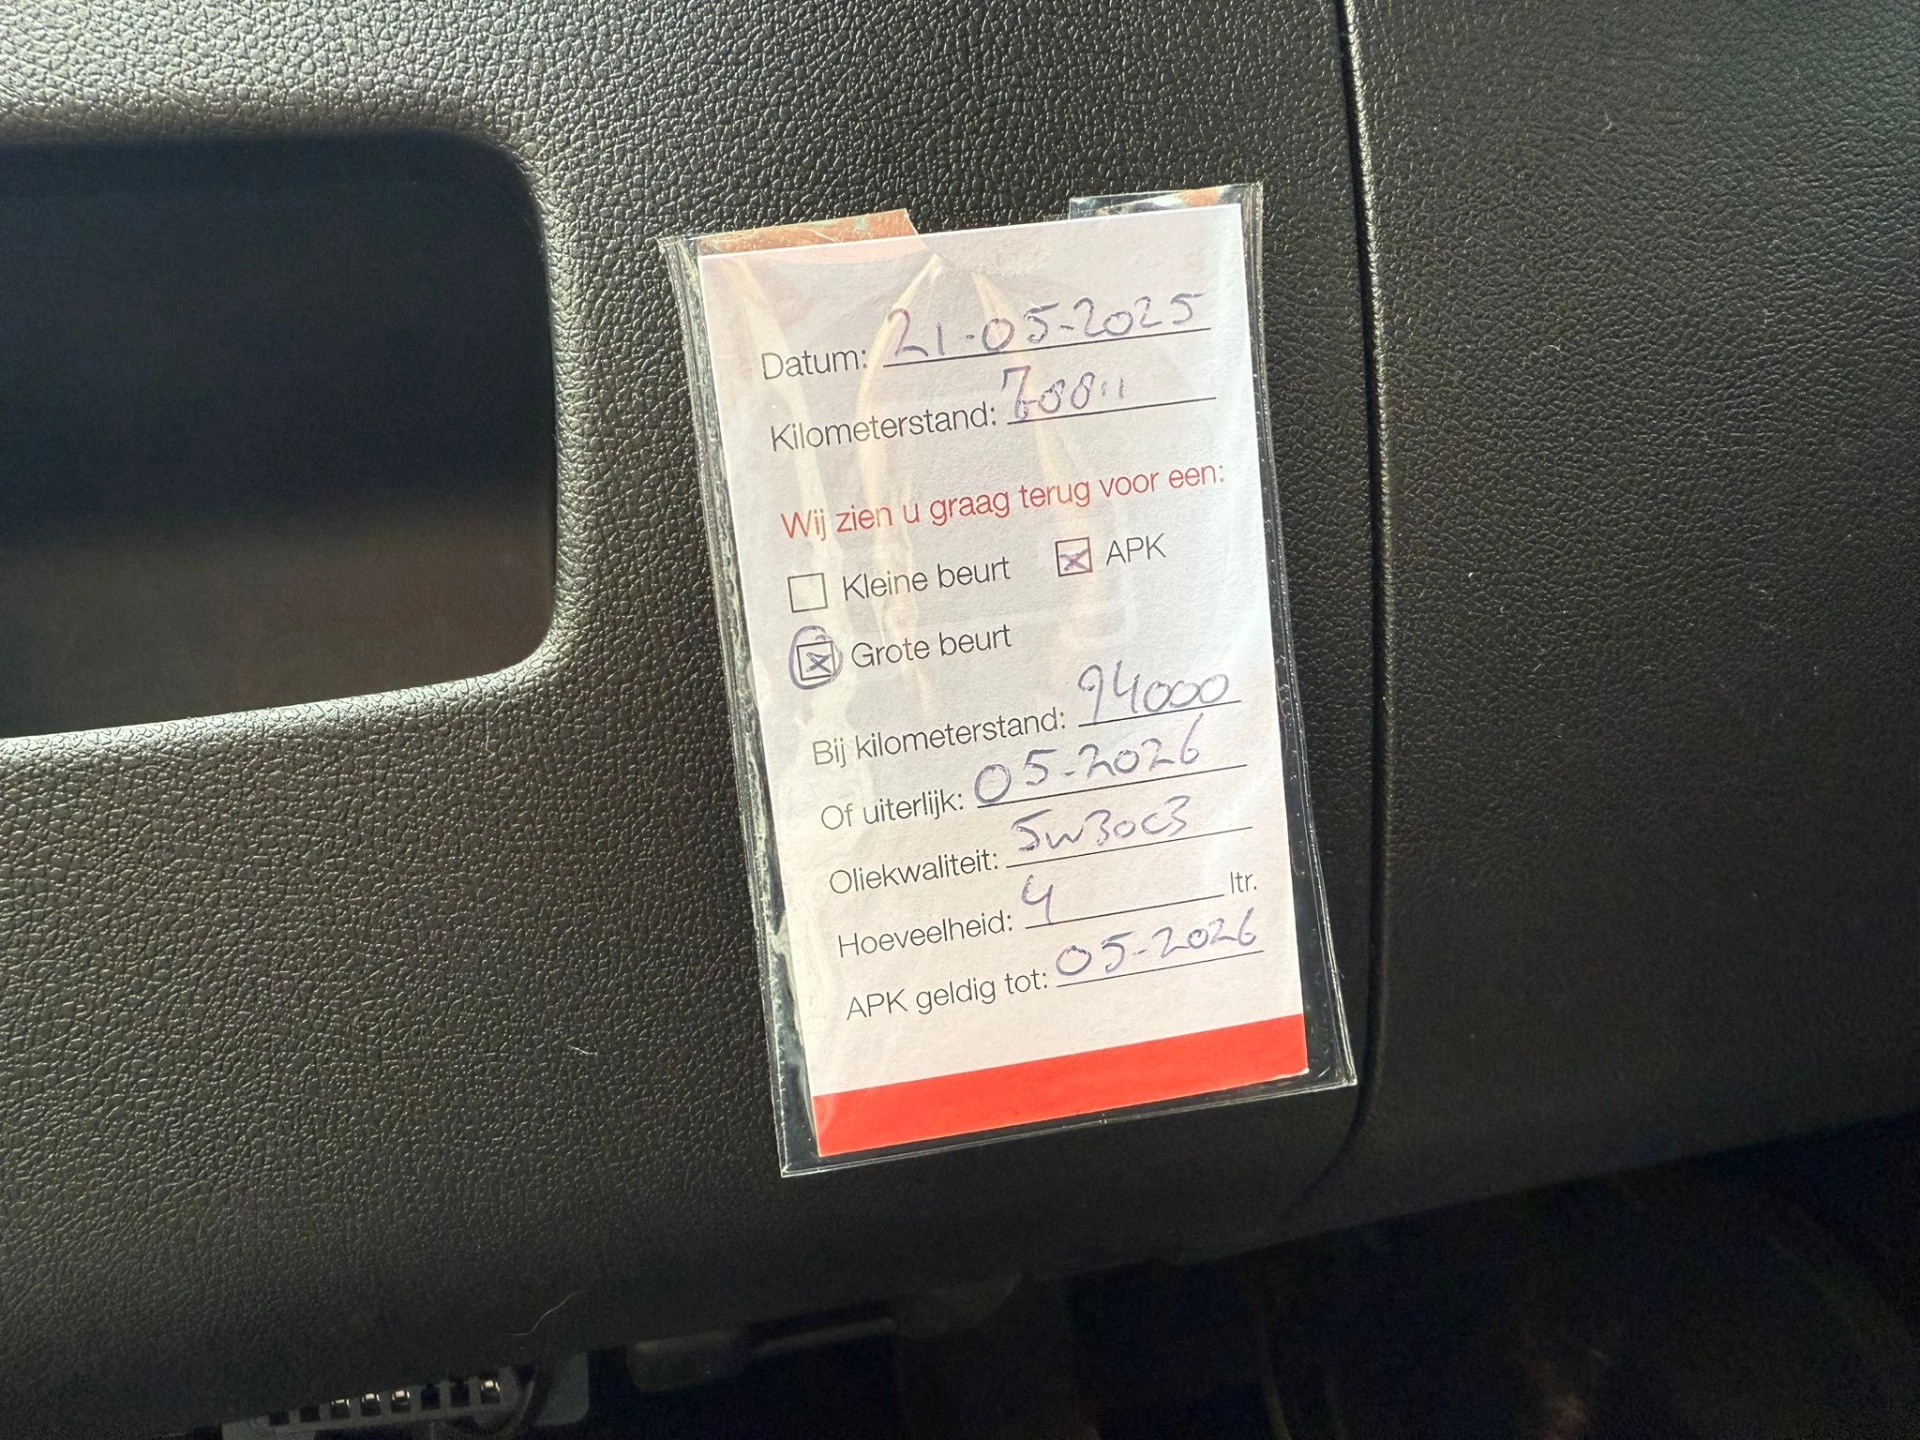 Datum: 21-05-2025
Kilometerstand:
Wij zien u graag terug voor een:
Kleine beurt APK
Grote beurt
Bij kilometerstand: 94000
Of uiterlijk: 05-2026
Oliekwaliteit: 5w30c3
Hoeveelheid: 4 ltr.
APK geldig tot: 05-2026